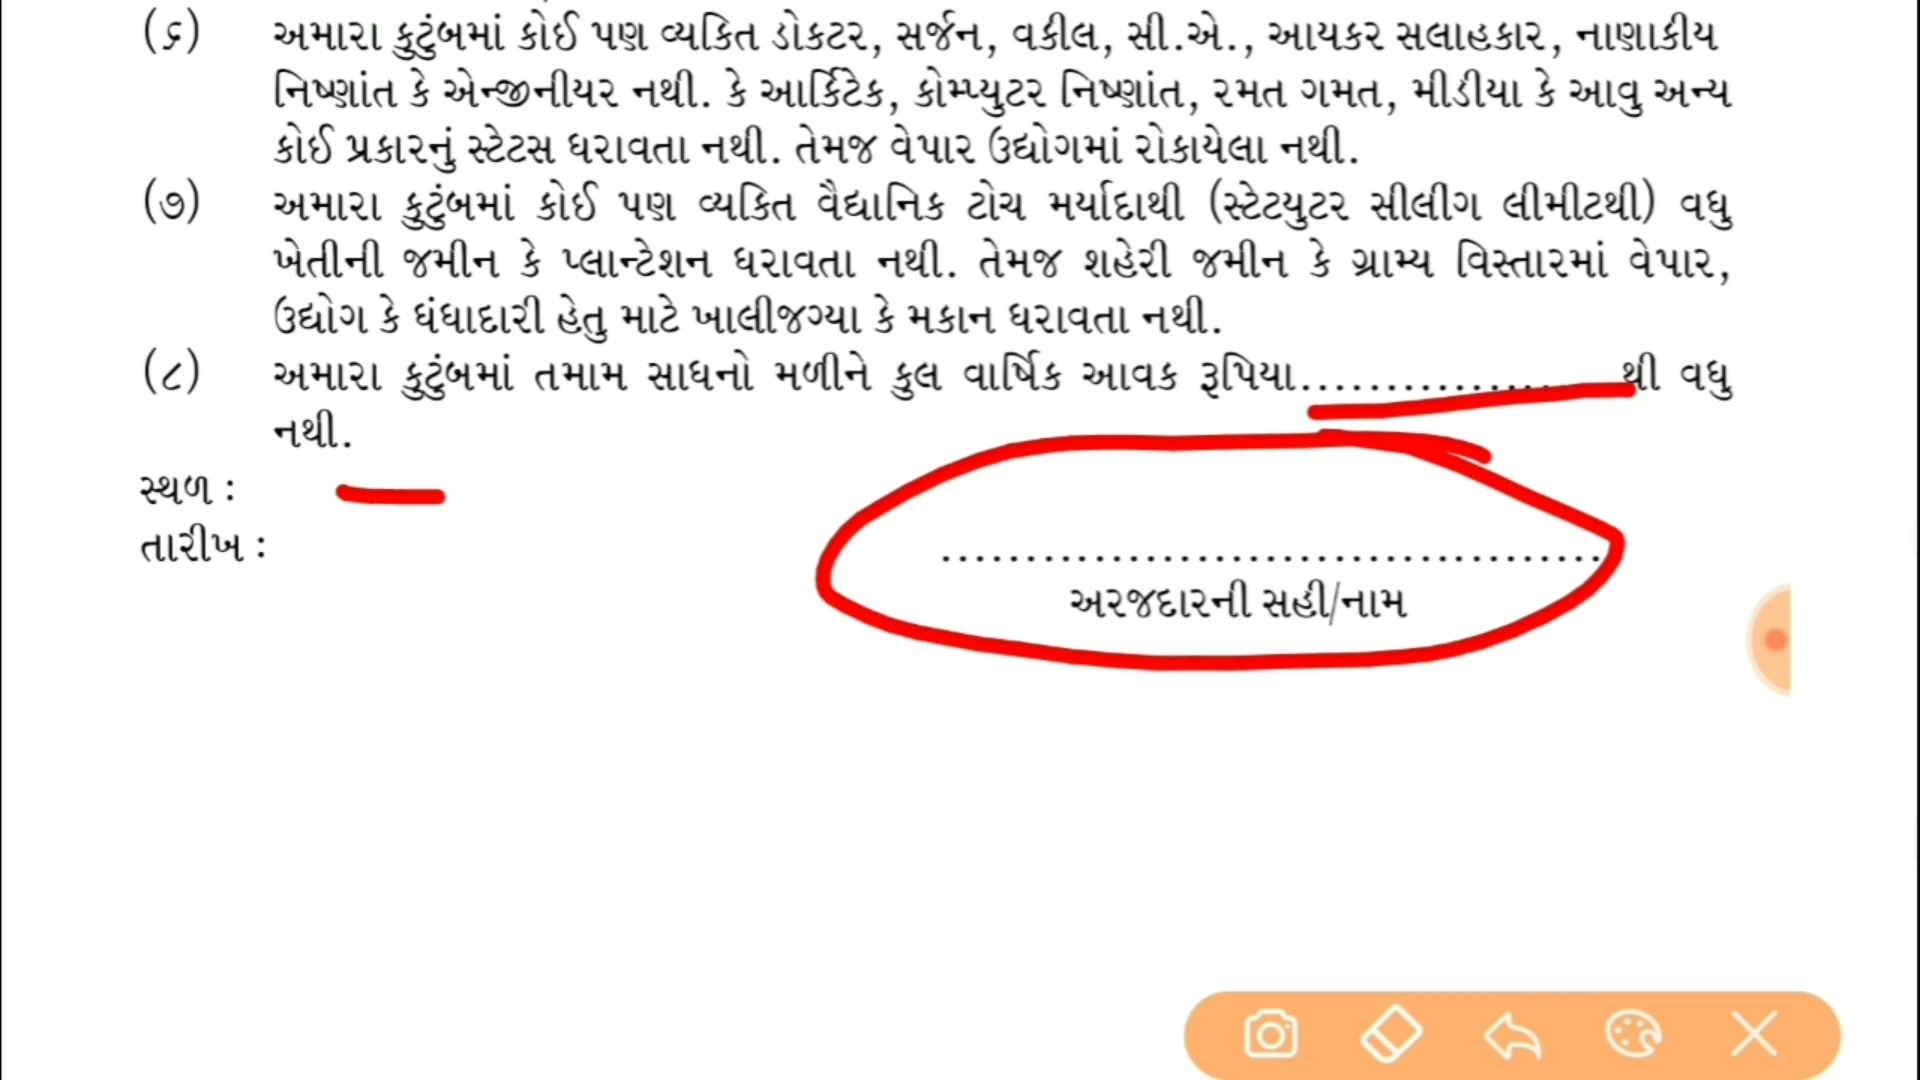 (૬) અમારા કુટુંબમાં કોઈ પણ વ્યકિત ડોકટર, સર્જન, વકીલ, સી.એ., આયકર સલાહકાર, નાણાકીય
નિષ્ણાંત કે એન્જીનીયર નથી. કે આર્કિટેક, કોમ્પ્યુટર નિષ્ણાંત, રમત ગમત, મીડીયા કે આવુ અન્ય
કોઈ પ્રકારનું સ્ટેટસ ધરાવતા નથી. તેમજ વેપાર ઉદ્યોગમાં રોકાયેલા નથી.
(૭) અમારા કુટુંબમાં કોઈ પણ વ્યકિત વૈદ્યાનિક ટોચ મર્યાદાથી (સ્ટેટયુટર સીલીગ લીમીટથી) વધુ
ખેતીની જમીન કે પ્લાન્ટેશન ધરાવતા નથી. તેમજ શહેરી જમીન કે ગ્રામ્ય વિસ્તારમાં વેપાર,
ઉદ્યોગ કે ધંધાદારી હેતુ માટે ખાલીજગ્યા કે મકાન ધરાવતા નથી.
(૮) અમારા કુટુંબમાં તમામ સાધનો મળીને કુલ વાર્ષિક આવક રૂપિયા...................થી વધુ
નથી.
સ્થળ :
તારીખ : ........................................
અરજદારની સહી/નામ